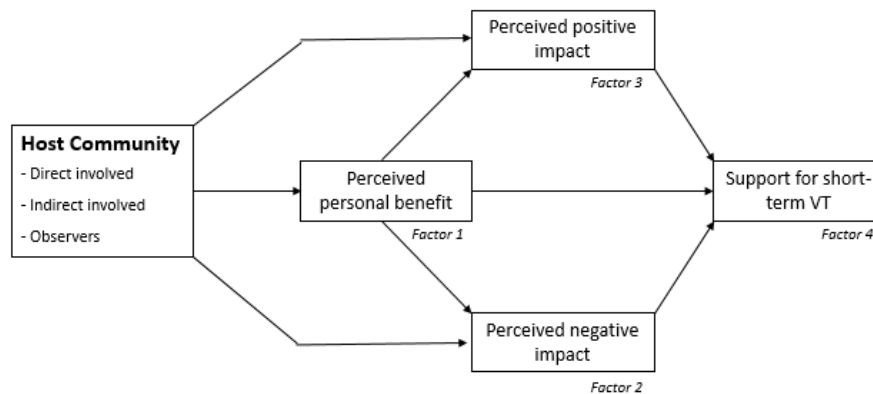 Perceived positive
impact
Factor 3
Host Community
- Direct involved
- Indirect involved
- Observers
Perceived
personal benefit
Factor 1
Support for short-
term VT
Factor 4
Perceived negative
impact
Factor 2